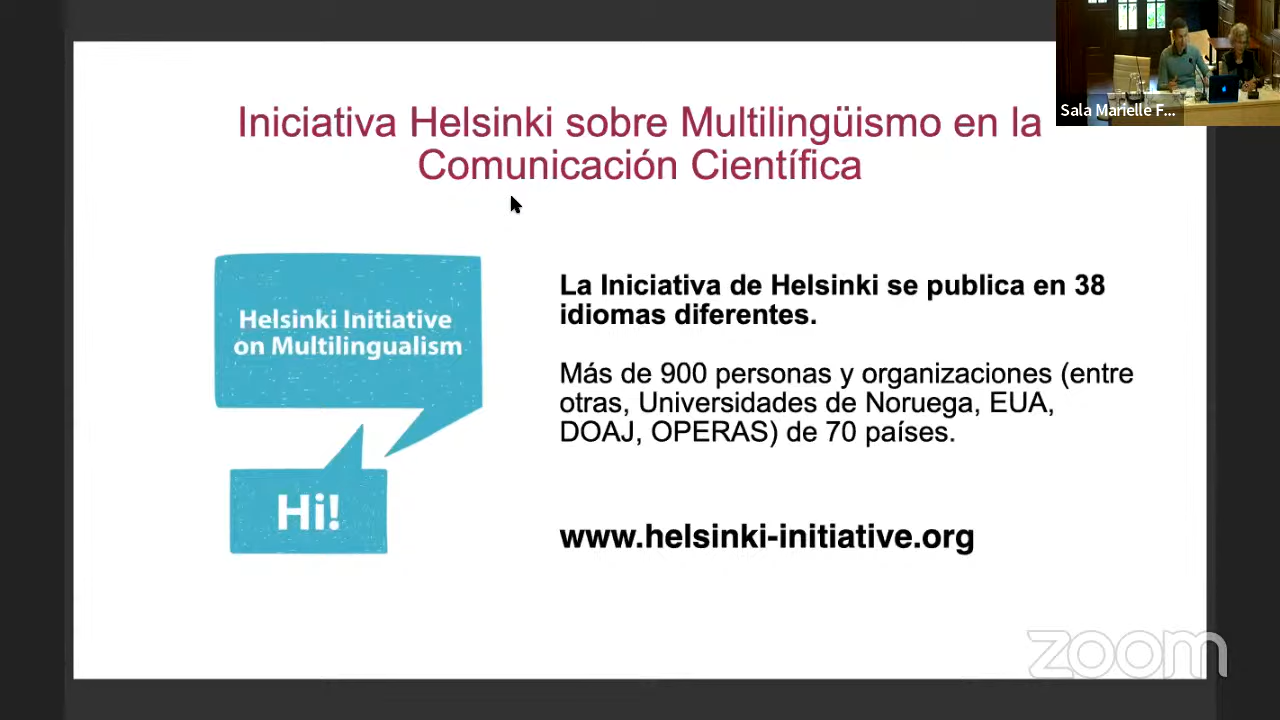 Iniciativa Helsinki sobre Multilingüismo en la
Comunicación Científica
Sala Marielle F...
Helsinki Initiative
on Multilingualism
Hi!
La Iniciativa de Helsinki se publica en 38
idiomas diferentes.
Más de 900 personas y organizaciones (entre
otras, Universidades de Noruega, EUA,
DOAJ, OPERAS) de 70 países.
www.helsinki-initiative.org
zoom